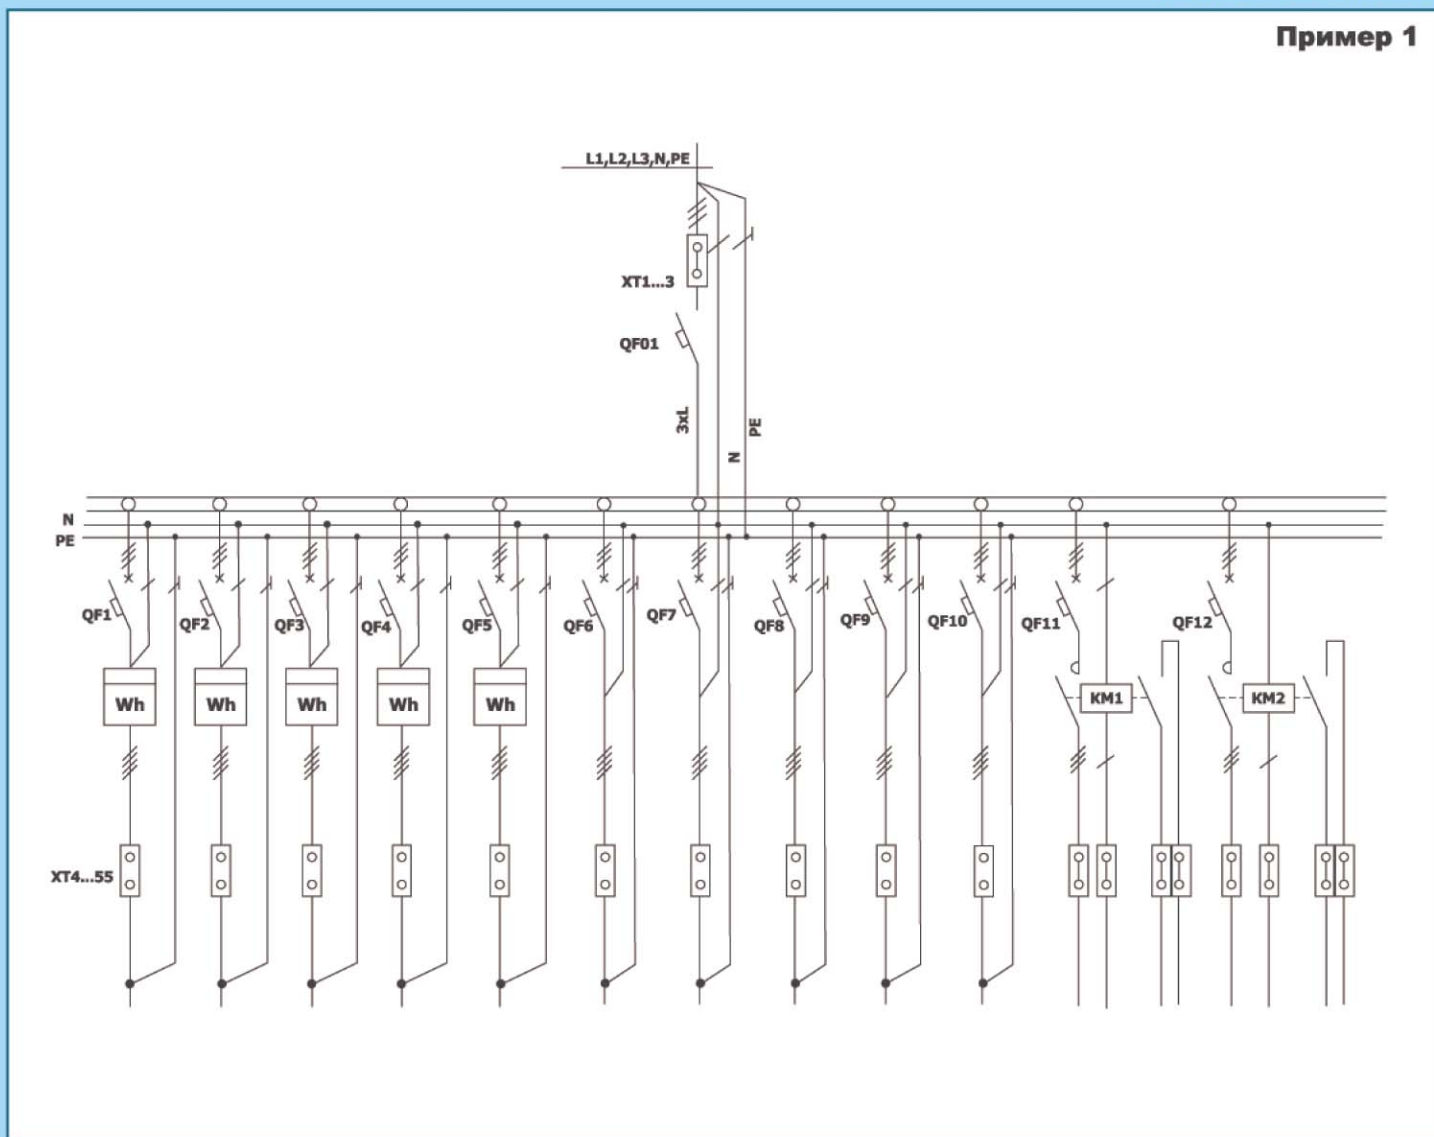 Пример 1
L1,L2,L3,N,PE
XT1...3
QF01
3xL
N
PE
N
PE
QF1
QF2
QF3
QF4
QF5
QF6
QF7
QF8
QF9
QF10
QF11
QF12
Wh
Wh
Wh
Wh
Wh
KM1
KM2
XT4...55